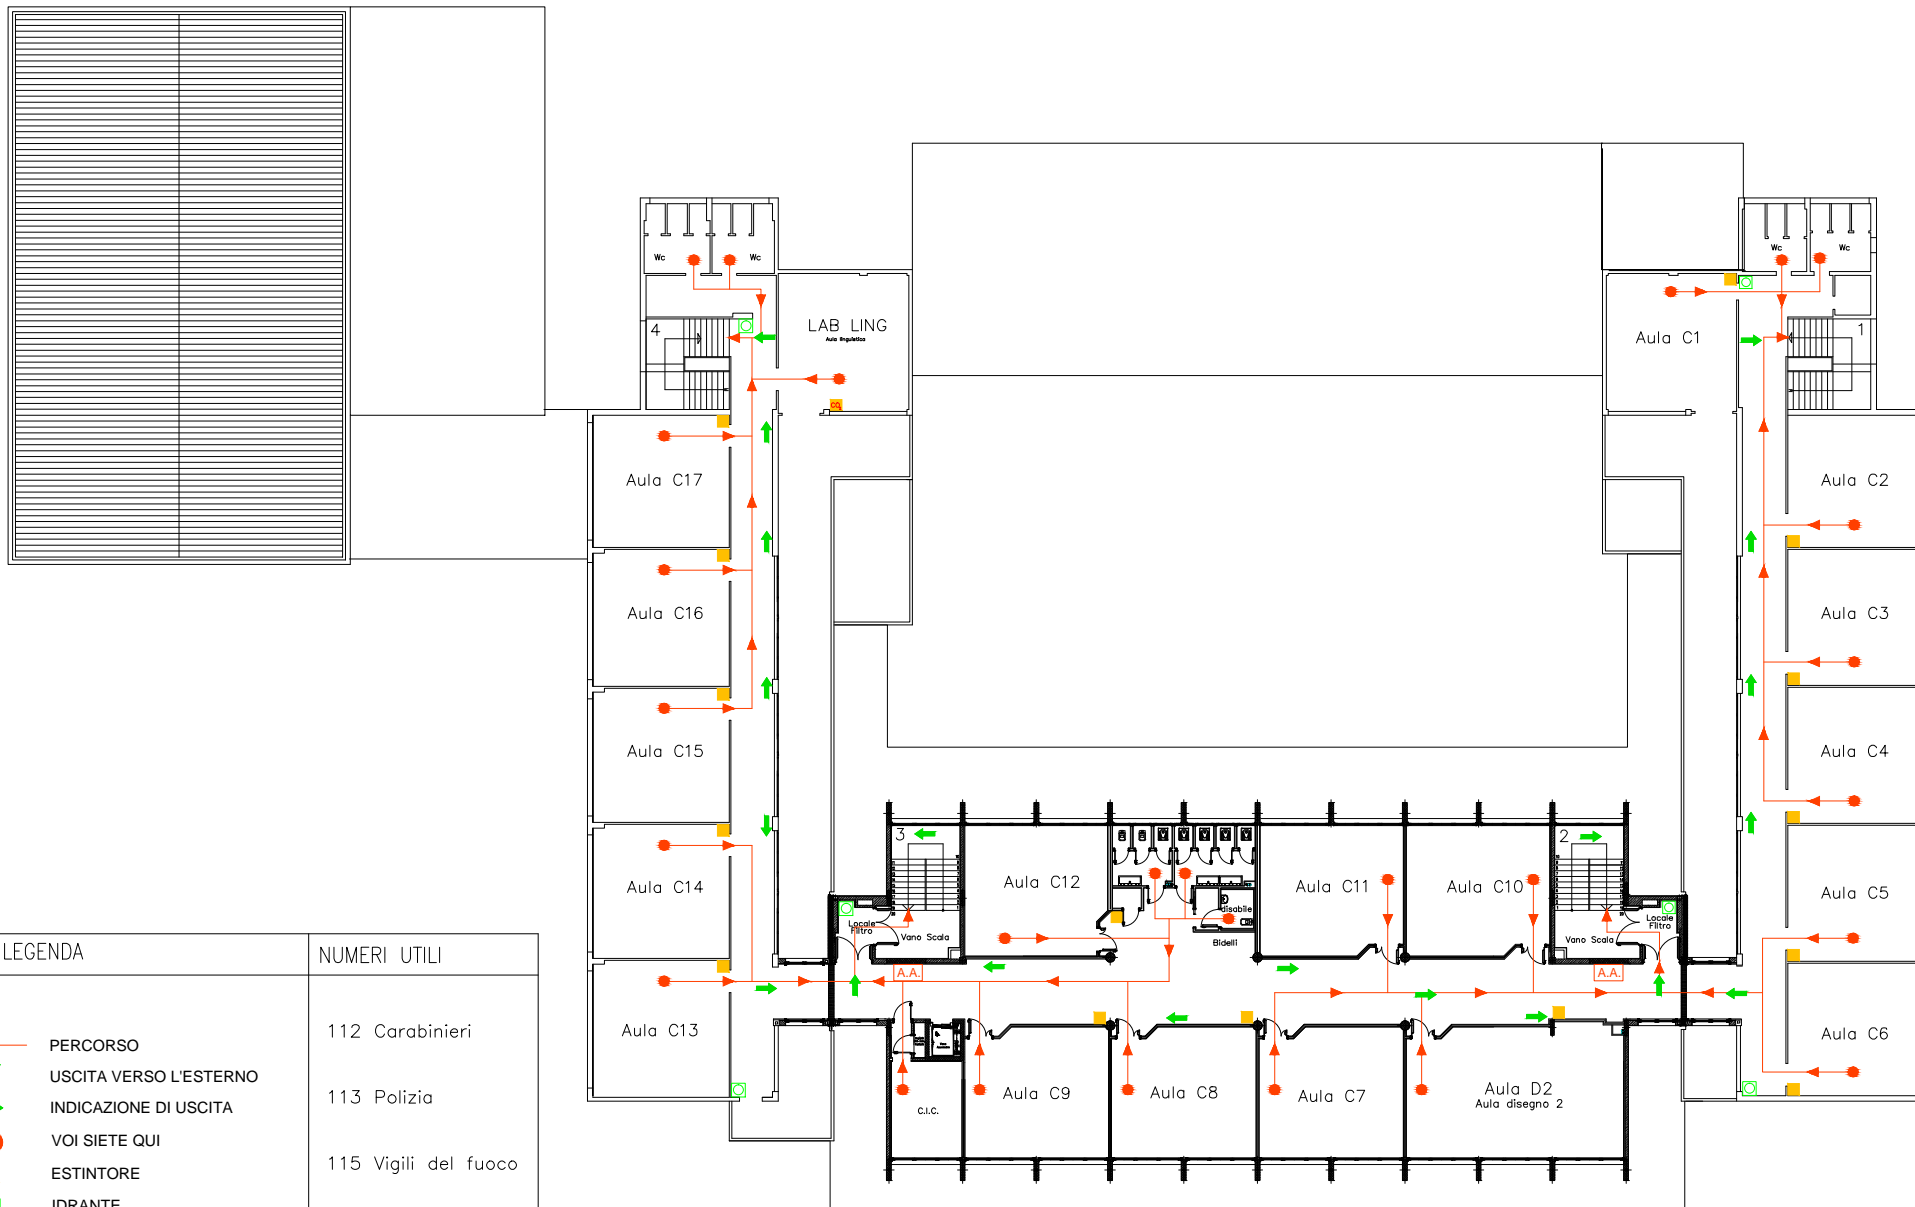 Wc
Wc
Wc
Wc
4
LAB LING
Aula linguistica
CQ.
Aula C1
1
Aula C17
Aula C2
Aula C16
Aula C3
Aula C15
Aula C4
3
2
Aula C14
Aula C12
Aula C11
Aula C10
Aula C5
disabile
Locale
Filtro
Vano Scala
Bidelli
Vano Scala
Locale
Filtro
A.A.
A.A.
Aula C13
Aula C6
C.I.C.
Aula C9
Aula C8
Aula C7
Aula D2
Aula disegno 2
LEGENDA
PERCORSO
USCITA VERSO L'ESTERNO
INDICAZIONE DI USCITA
VOI SIETE QUI
ESTINTORE
IDRANTE
NUMERI UTILI
112 Carabinieri
113 Polizia
115 Vigili del fuoco